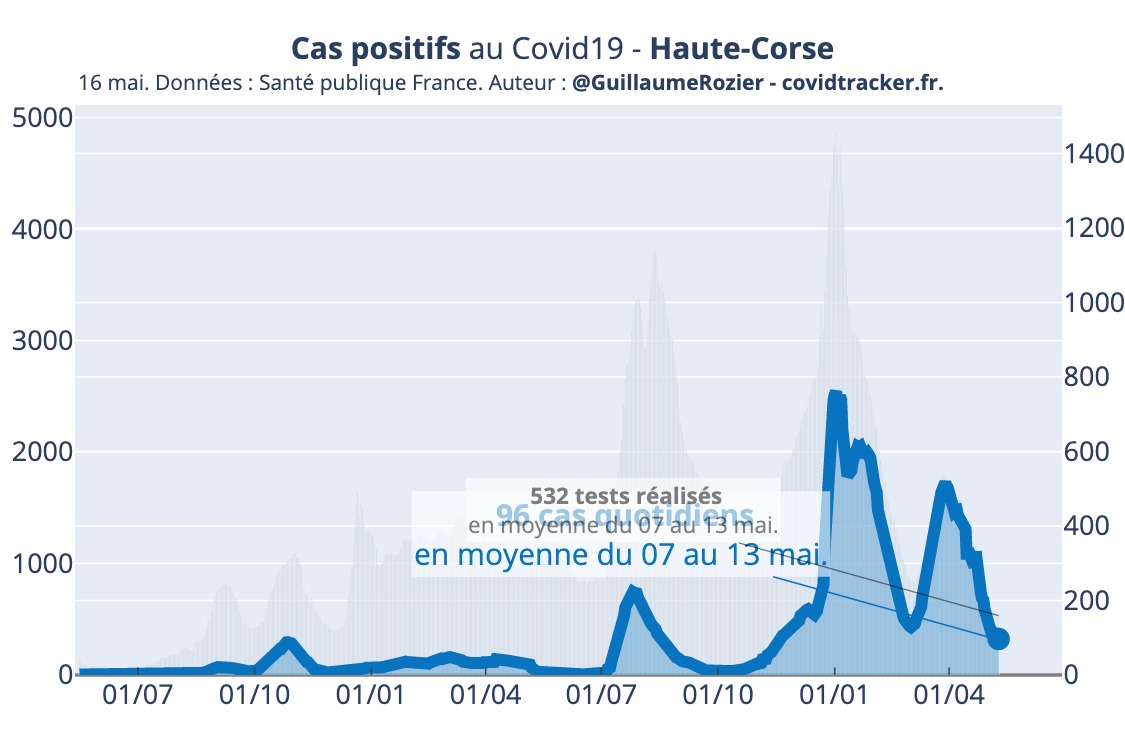 Cas positifs au Covid19 - Haute-Corse
16 mai. Données : Santé publique France. Auteur : @GuillaumeRozier - covidtracker.fr.
5000
4000
3000
2000
1000
0
1400
1200
1000
800
600
400
200
0
532 tests réalisés
96 cas quotidiens
en moyenne du 07 au 13 mai.
en moyenne du 07 au 13 mai.
01/07 01/10 01/01 01/04 01/07 01/10 01/01 01/04